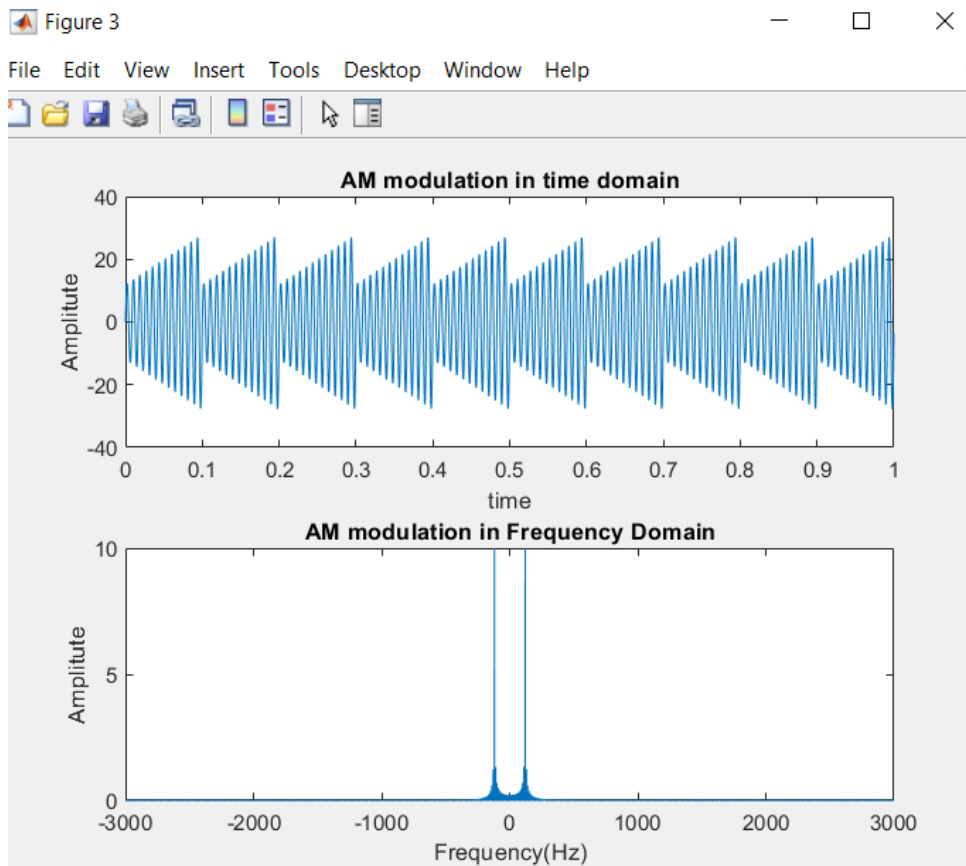 Figure 3
File Edit View Insert Tools Desktop Window Help
AM modulation in time domain
40
20
0
-20
-40
Amplitute
0 0.1 0.2 0.3 0.4 0.5 0.6 0.7 0.8 0.9 1
time
AM modulation in Frequency Domain
10
5
0
Amplitute
-3000 -2000 -1000 0 1000 2000 3000
Frequency(Hz)